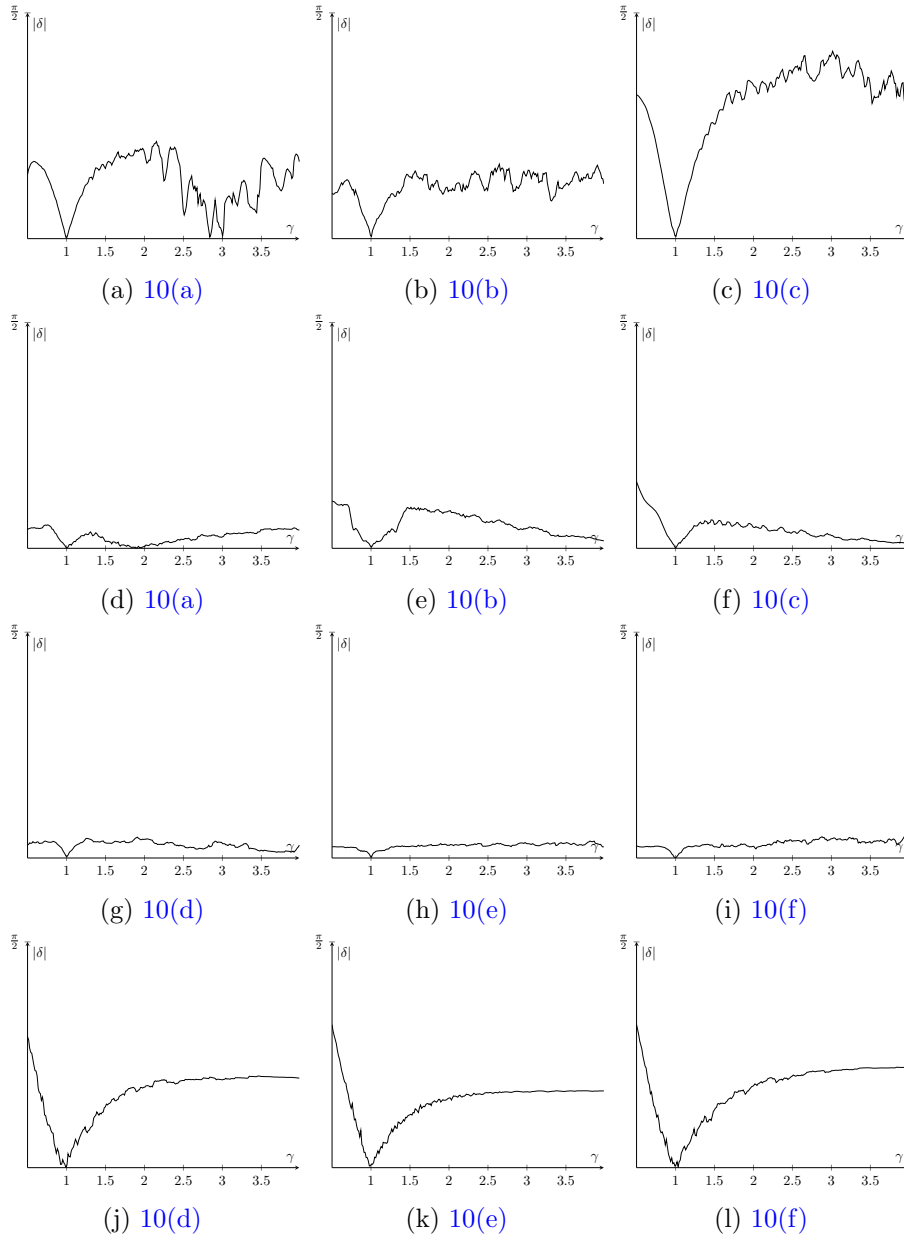 π/2 |δ| π/2 |δ| π/2 |δ|
γ γ γ
1 1.5 2 2.5 3 3.5 1 1.5 2 2.5 3 3.5 1 1.5 2 2.5 3 3.5
(a) 10(a) (b) 10(b) (c) 10(c)
π/2 |δ| π/2 |δ| π/2 |δ|
γ γ γ
1 1.5 2 2.5 3 3.5 1 1.5 2 2.5 3 3.5 1 1.5 2 2.5 3 3.5
(d) 10(a) (e) 10(b) (f) 10(c)
π/2 |δ| π/2 |δ| π/2 |δ|
γ γ γ
1 1.5 2 2.5 3 3.5 1 1.5 2 2.5 3 3.5 1 1.5 2 2.5 3 3.5
(g) 10(d) (h) 10(e) (i) 10(f)
π/2 |δ| π/2 |δ| π/2 |δ|
γ γ γ
1 1.5 2 2.5 3 3.5 1 1.5 2 2.5 3 3.5 1 1.5 2 2.5 3 3.5
(j) 10(d) (k) 10(e) (l) 10(f)